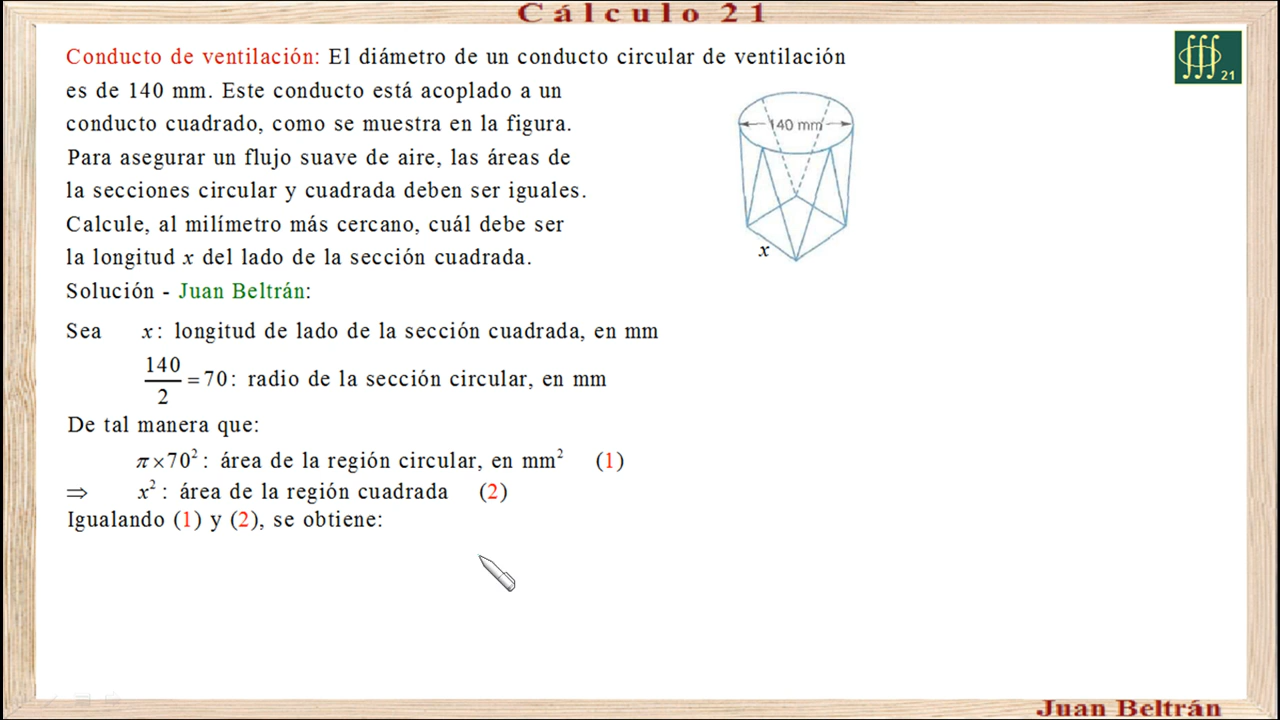 Cálculo 21
Conducto de ventilación: El diámetro de un conducto circular de ventilación
es de 140 mm. Este conducto está acoplado a un
conducto cuadrado, como se muestra en la figura.
Para asegurar un flujo suave de aire, las áreas de
la secciones circular y cuadrada deben ser iguales.
Calcule, al milímetro más cercano, cuál debe ser
la longitud x del lado de la sección cuadrada.
Solución - Juan Beltrán:
Sea x: longitud de lado de la sección cuadrada, en mm
140/2 = 70: radio de la sección circular, en mm
De tal manera que:
π×70²: área de la región circular, en mm² (1)
⇒ x²: área de la región cuadrada (2)
Igualando (1) y (2), se obtiene:
∫∫∫ 21
140 mm
x
Juan Beltrán